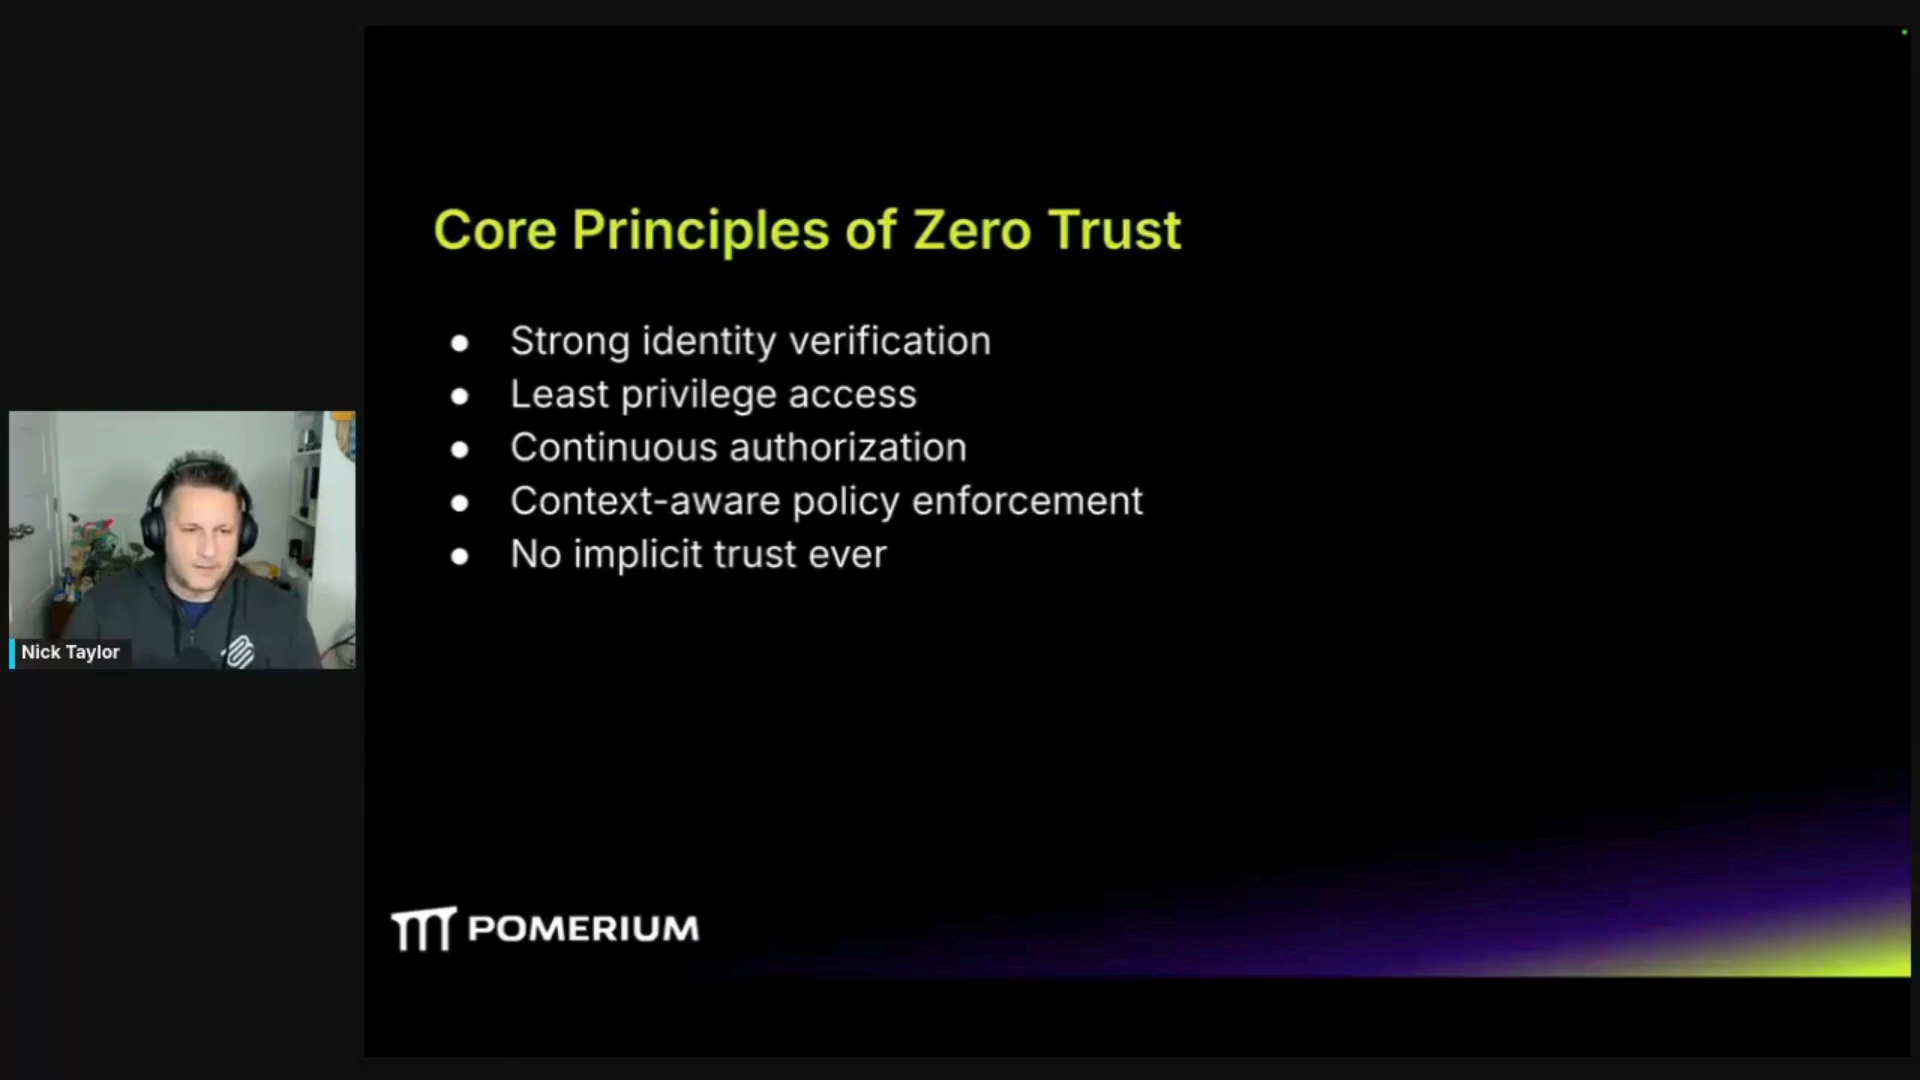 Core Principles of Zero Trust
Strong identity verification
Least privilege access
Continuous authorization
Context-aware policy enforcement
No implicit trust ever
Nick Taylor
POMERIUM